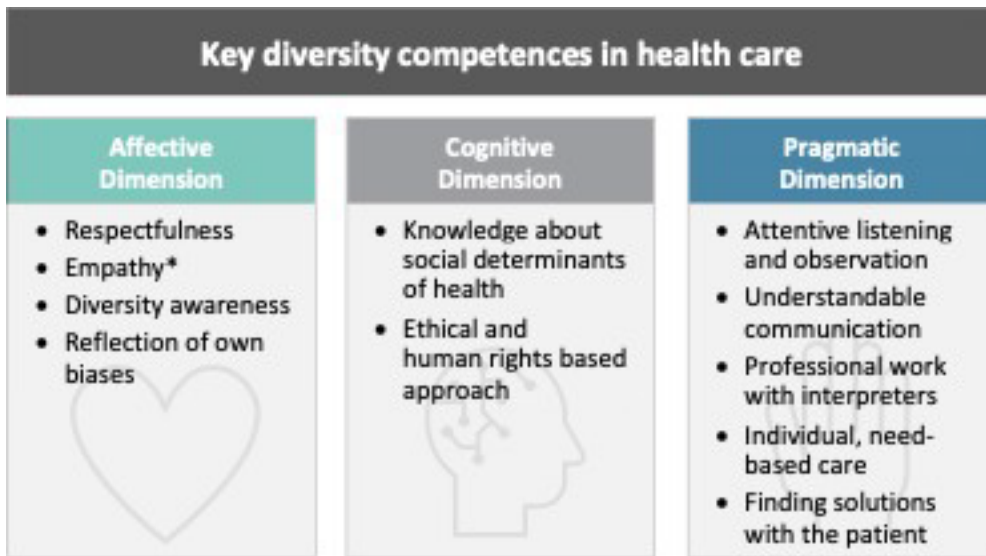 Key diversity competences in health care
Affective
Dimension
• Respectfulness
• Empathy*
• Diversity awareness
• Reflection of own
biases
Cognitive
Dimension
• Knowledge about
social determinants
of health
• Ethical and
human rights based
approach
Pragmatic
Dimension
• Attentive listening
and observation
• Understandable
communication
• Professional work
with interpreters
• Individual, need-
based care
• Finding solutions
with the patient